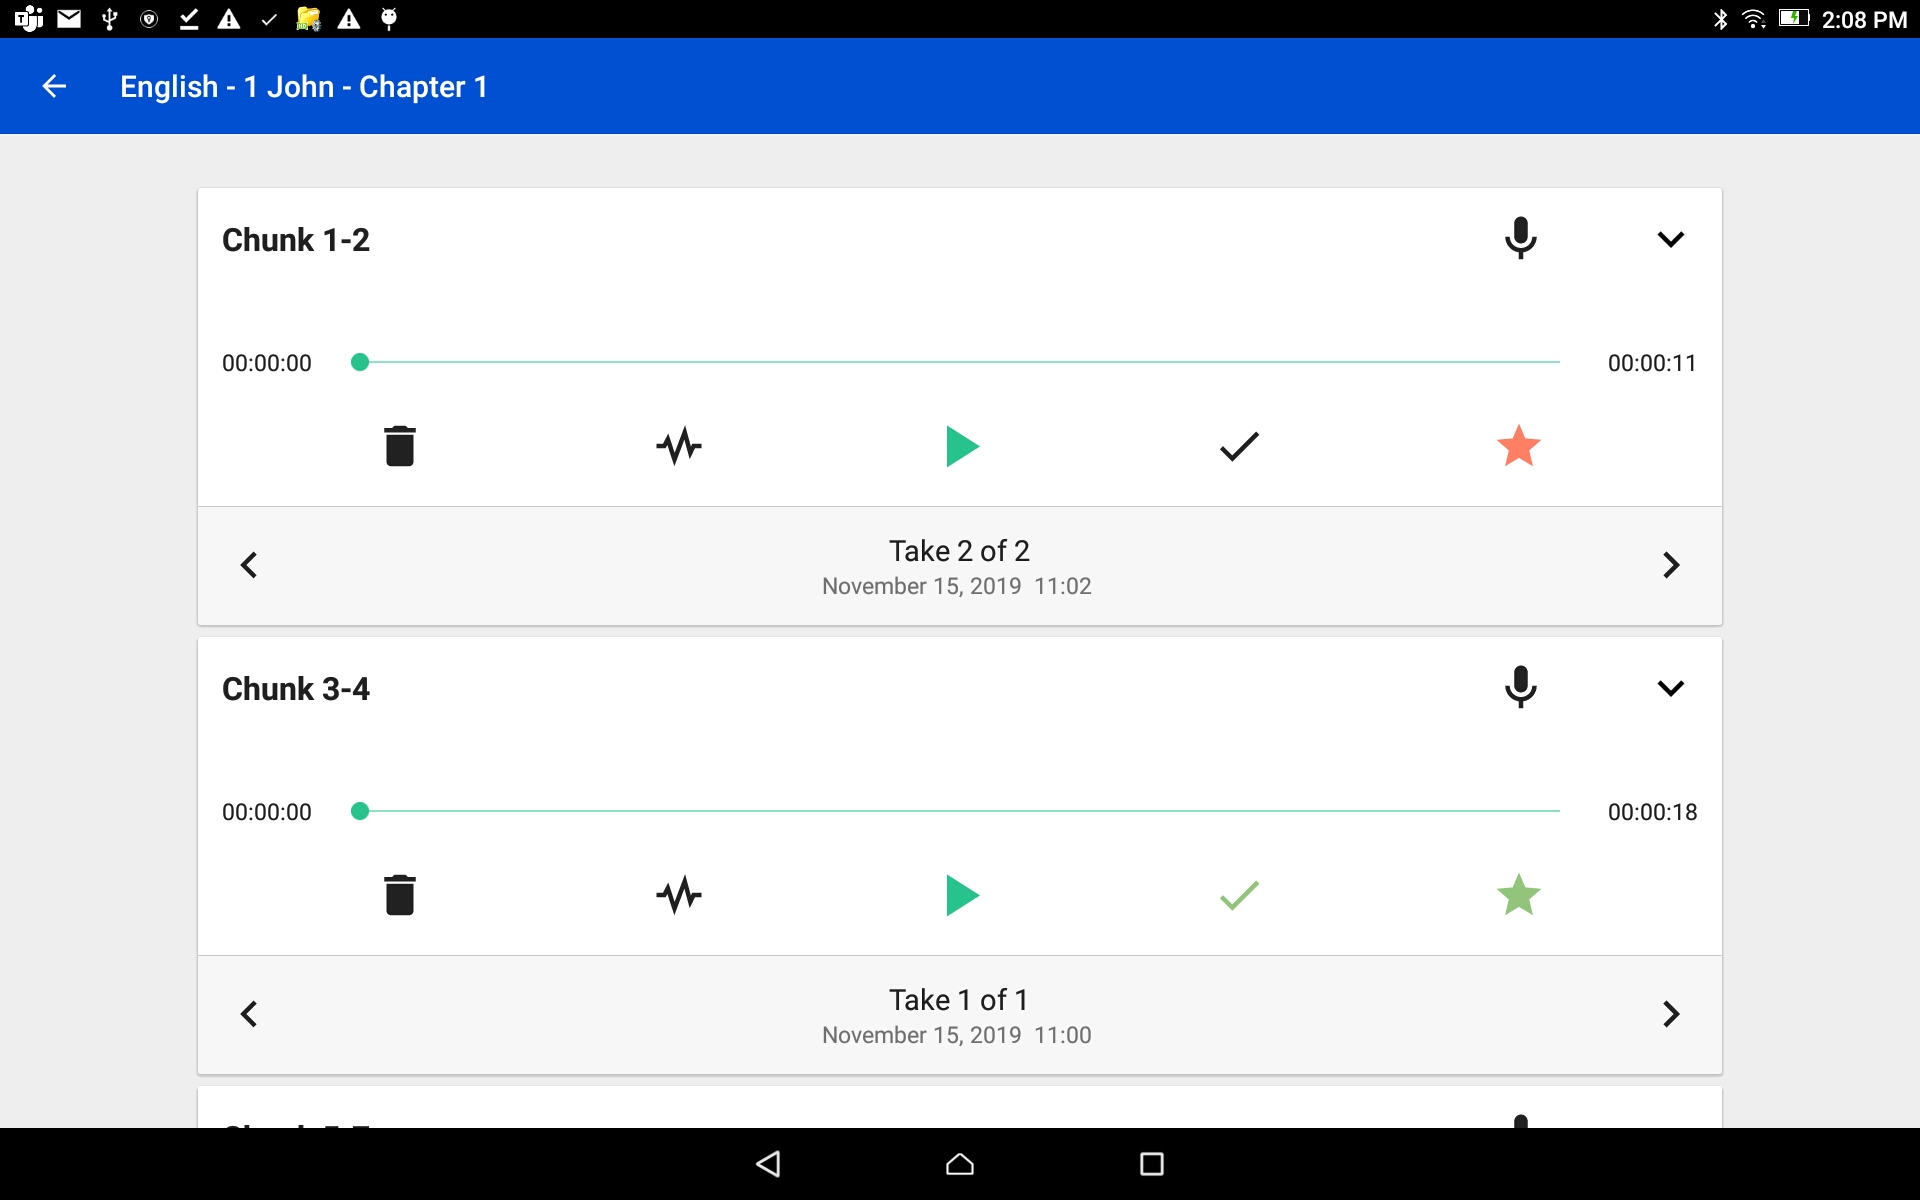 2:08 PM
English - 1 John - Chapter 1
Chunk 1-2
00:00:00
00:00:11
Take 2 of 2
November 15, 2019 11:02
Chunk 3-4
00:00:00
00:00:18
Take 1 of 1
November 15, 2019 11:00